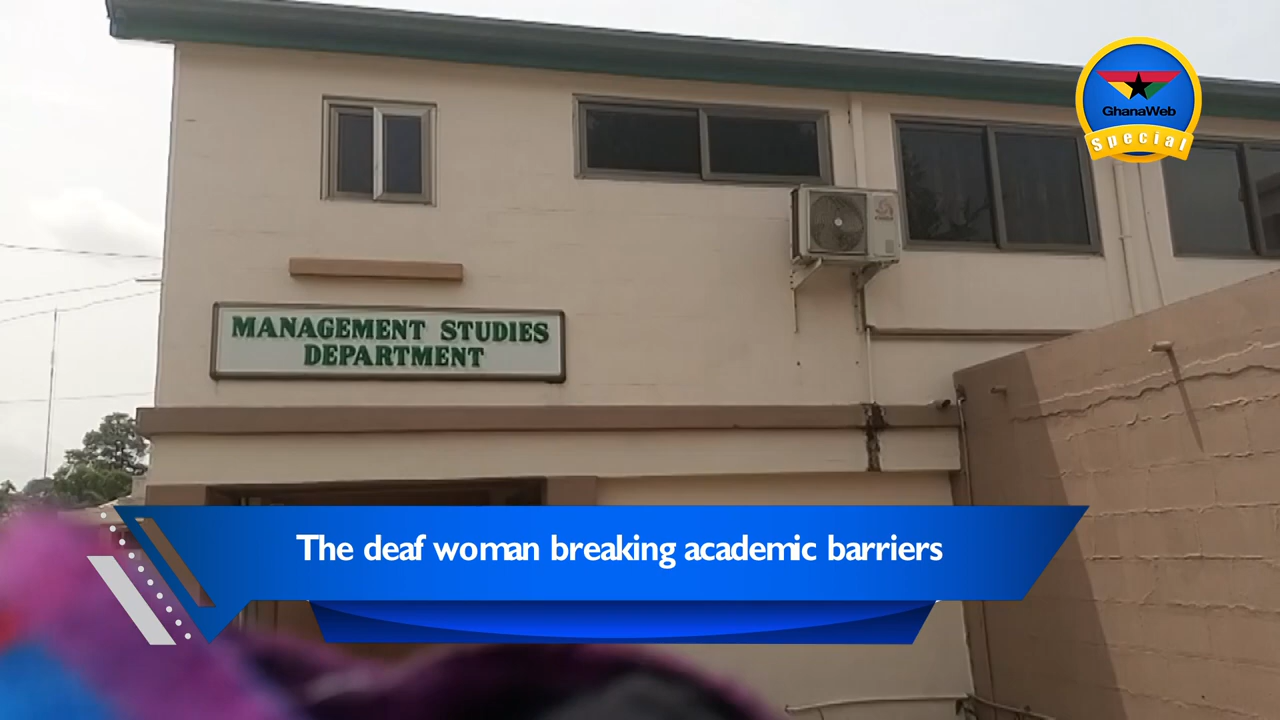 GhanaWeb
Special
MANAGEMENT STUDIES
DEPARTMENT
The deaf woman breaking academic barriers